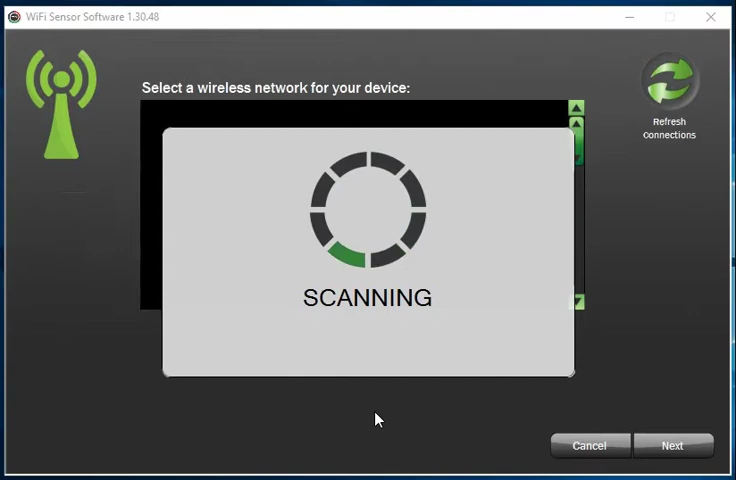 WiFi Sensor Software 1.30.48
Select a wireless network for your device:
Refresh
Connections
SCANNING
Cancel
Next